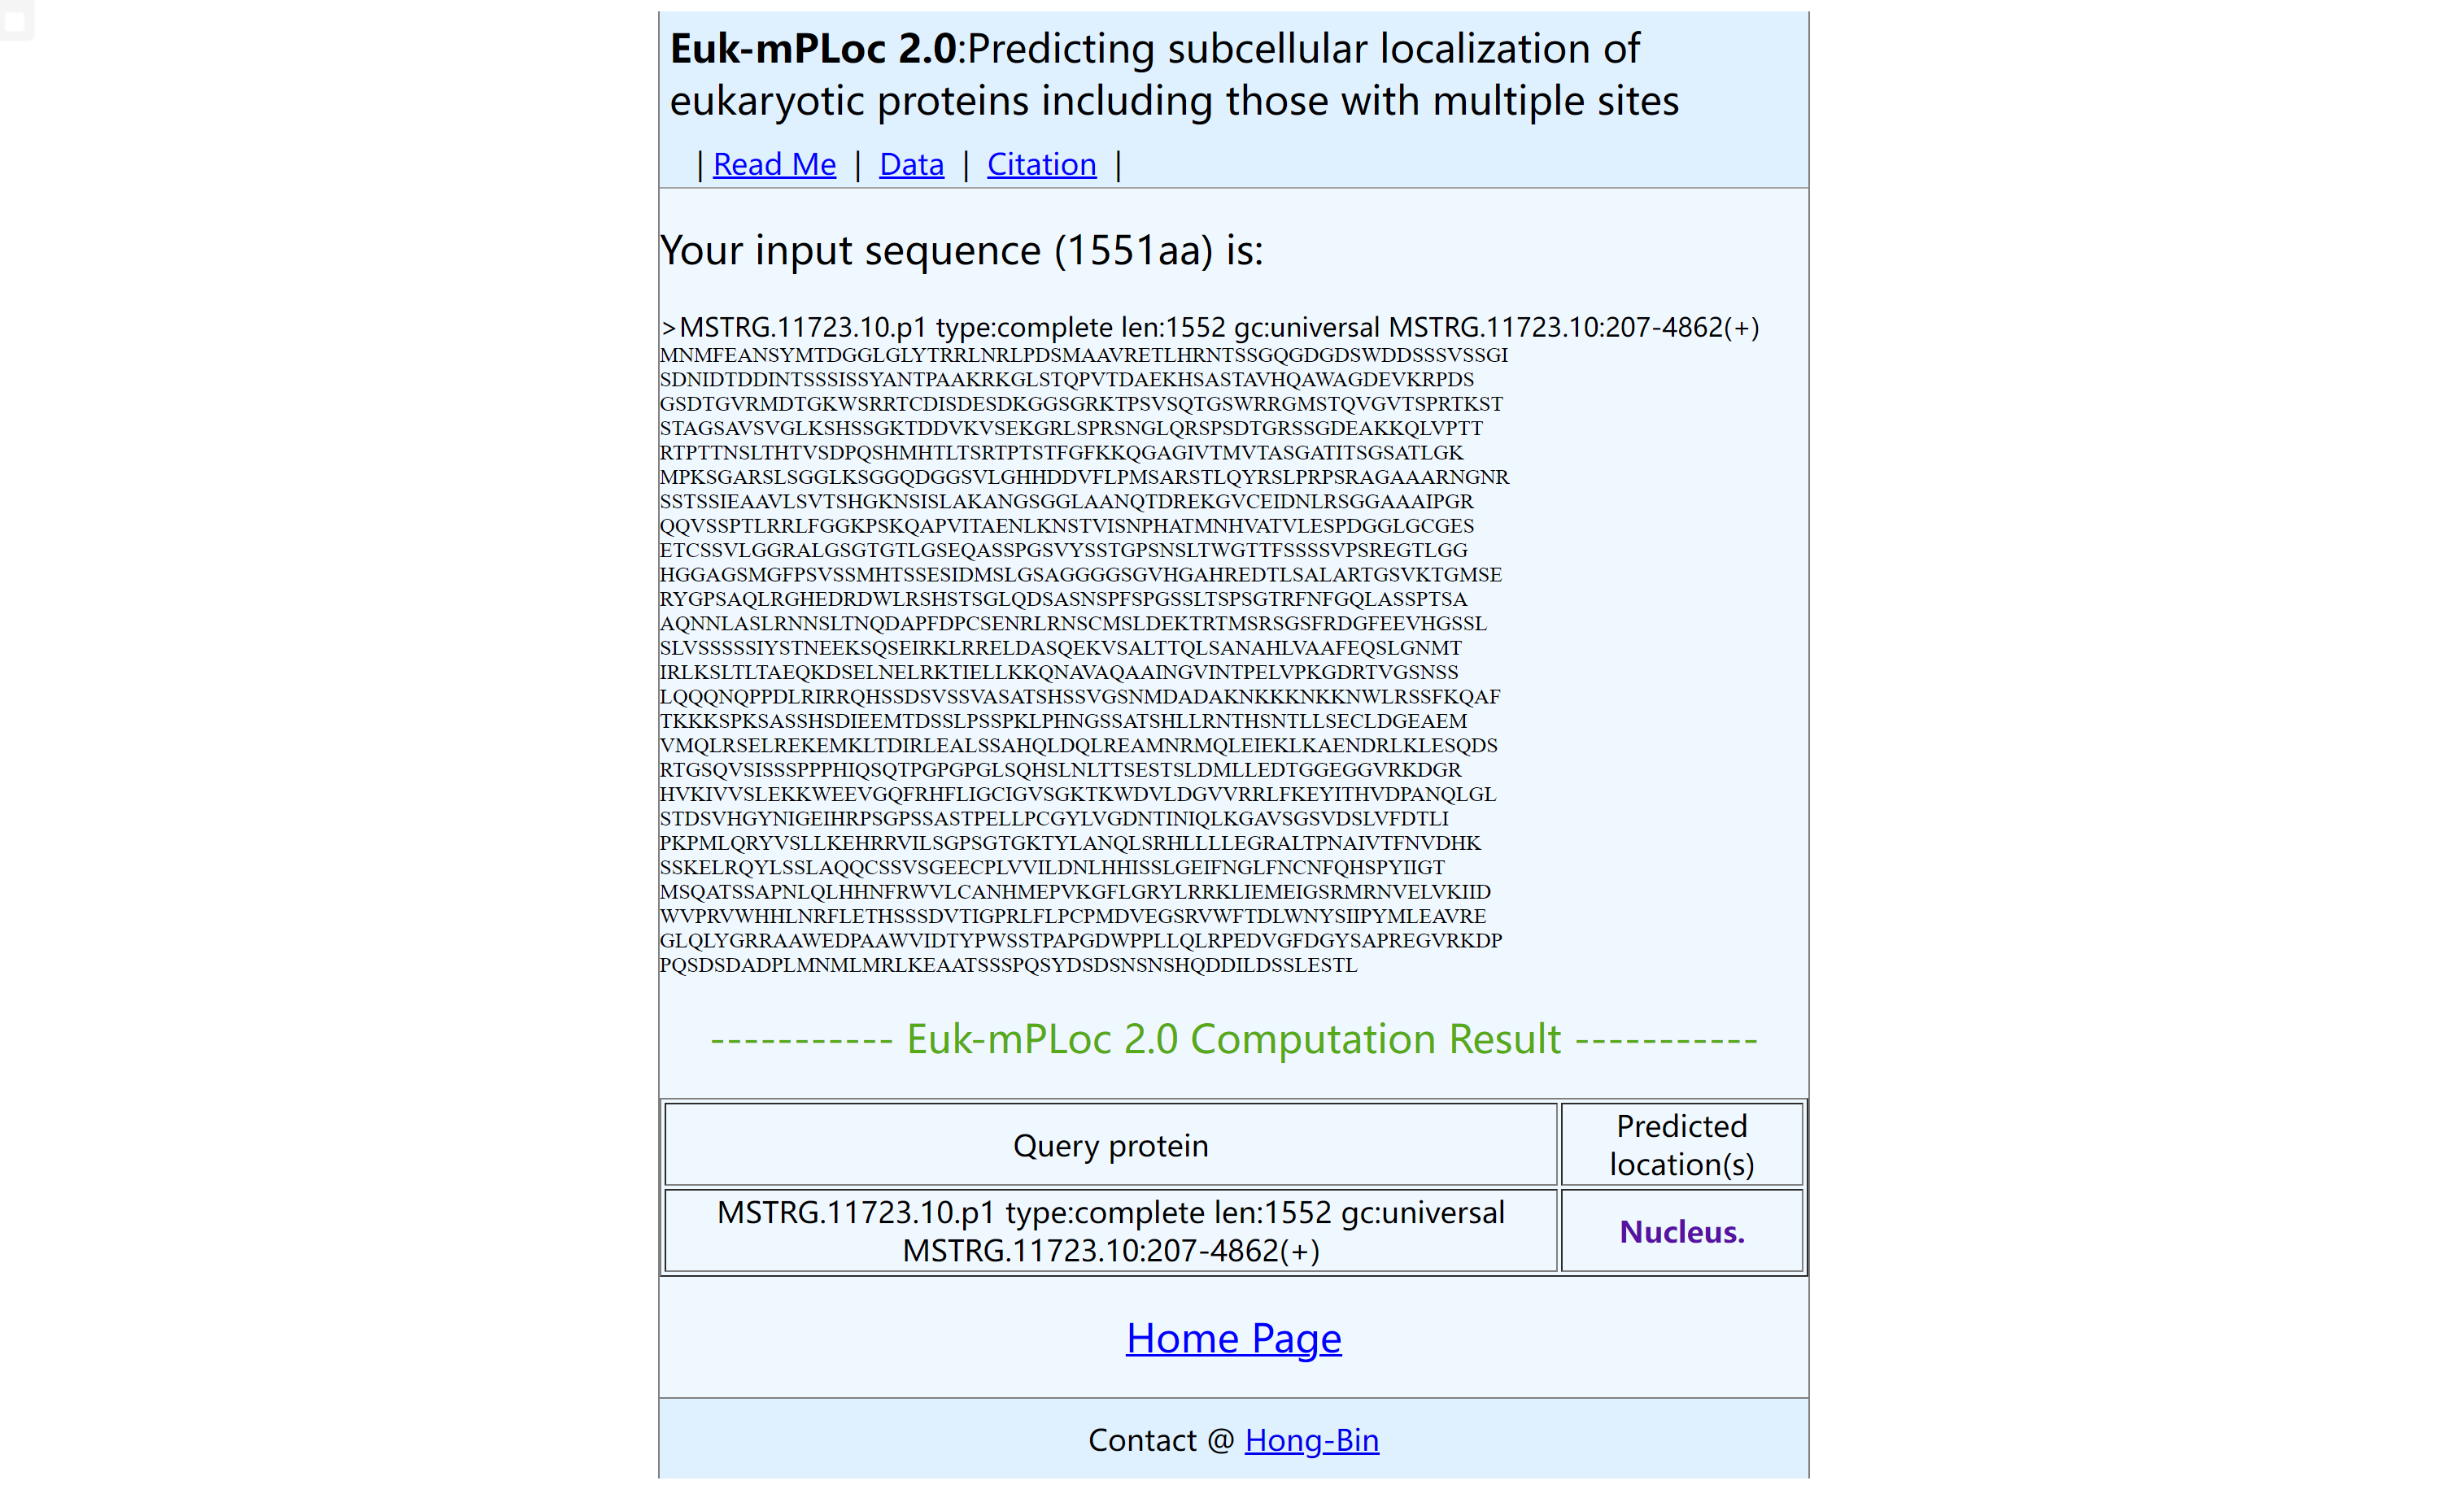 Euk-mPLoc 2.0:Predicting subcellular localization of
eukaryotic proteins including those with multiple sites
| Read Me | Data | Citation |
Your input sequence (1551aa) is:
>MSTRG.11723.10.p1 type:complete len:1552 gc:universal MSTRG.11723.10:207-4862(+)
MNMFEANSYMTDGGLGLYTRRLNRLPDSMAAVRETLHRNTSSGQGDGDSWDDSSSVSSGI
SDNIDTDDINTSSSISSYANTPAAKRKGLSTQPVTDAEKHSASTAVHQAWAGDEVKRPDS
GSDTGVRMDTGKWSRRTCDISDESDKGGSGRKTPSVSQTGSWRRGMSTQVGVTSPRTKST
STAGSAVSVGLKSHSSGKTDDVKVSEKGRLSPRSNGLQRSPSDTGRSSGDEAKKQLVPTT
RTPTTNSLTHTVSDPQSHMHTLTSRTPTSTFGFKKQGAGIVTMVTASGATITSGSATLGK
MPKSGARSLSGGLKSGGQDGGSVLGHHDDVFLPMSARSTLQYRSLPRPSRAGAAARNGNR
SSTSSIEAAVLSVTSHGKNSISLAKANGSGGLAANQTDREKGVCEIDNLRSGGAAAIPGR
QQVSSPTLRRLFGGKPSKQAPVITAENLKNSTVISNPHATMNHVATVLESPDGGLGCGES
ETCSSVLGGRALGSGTGTLGSEQASSPGSVYSSTGPSNSLTWGTTFSSSSVPSREGTLGG
HGGAGSMGFPSVSSMHTSSESIDMSLGSAGGGGSGVHGAHREDTLSALARTGSVKTGMSE
RYGPSAQLRGHEDRDWLRSHSTSGLQDSASNSPFSPGSSLTSPSGTRFNFGQLASSPTSA
AQNNLASLRNNSLTNQDAPFDPCSENRLRNSCMSLDEKTRTMSRSGSFRDGFEEVHGSSL
SLVSSSSSIYSTNEEKSQSEIRKLRRELDASQEKVSALTTQLSANAHLVAAFEQSLGNMT
IRLKSLTLTAEQKDSELNELRKTIELLKKQNAVAQAAINGVINTPELVPKGDRTVGSNSS
LQQQNQPPDLRIRRQHSSDSVSSVASATSHSSVGSNMDADAKNKKKNKKNWLRSSFKQAF
TKKKSPKSASSHSDIEEMTDSSLPSSPKLPHNGSSATSHLLRNTHSNTLLSECLDGEAEM
VMQLRSELREKEMKLTDIRLEALSSAHQLDQLREAMNRMQLEIEKLKAENDRLKLESQDS
RTGSQVSISSSPPPHIQSQTPGPGPGLSQHSLNLTTSESTSLDMLLEDTGGEGGVRKDGR
HVKIVVSLEKKWEEVGQFRHFLIGCIGVSGKTKWDVLDGVVRRLFKEYITHVDPANQLGL
STDSVHGYNIGEIHRPSGPSSASTPELLPCGYLVGDNTINIQLKGAVSGSVDSLVFDTLI
PKPMLQRYVSLLKEHRRVILSGPSGTGKTYLANQLSRHLLLLEGRALTPNAIVTFNVDHK
SSKELRQYLSSLAQQCSSVSGEECPLVVILDNLHHISSLGEIFNGLFNCNFQHSPYIIGT
MSQATSSAPNLQLHHNFRWVLCANHMEPVKGFLGRYLRRKLIEMEIGSRMRNVELVKIID
WVPRVWHHLNRFLETHSSSDVTIGPRLFLPCPMDVEGSRVWFTDLWNYSIIPYMLEAVRE
GLQLYGRRAAWEDPAAWVIDTYPWSSTPAPGDWPPLLQLRPEDVGFDGYSAPREGVRKDP
PQSDSDADPLMNMLMRLKEAATSSSPQSYDSDSNSNSHQDDILDSSLESTL
----------- Euk-mPLoc 2.0 Computation Result -----------
Query protein
Predicted
location(s)
MSTRG.11723.10.p1 type:complete len:1552 gc:universal
MSTRG.11723.10:207-4862(+)
Nucleus.
Home Page
Contact @ Hong-Bin